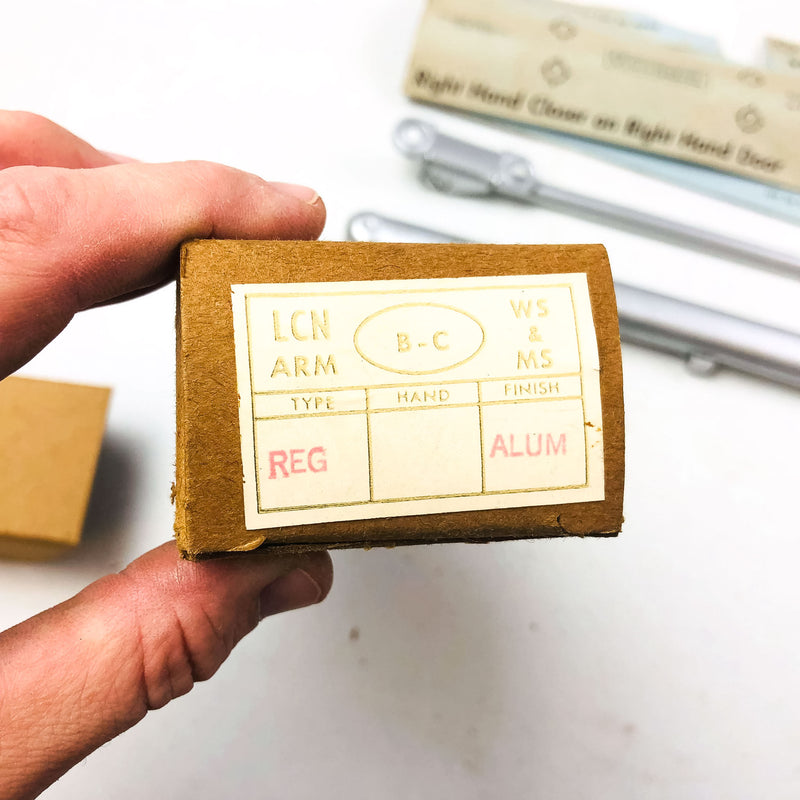 Right Hand Closer on Right Hand Door
LCN ARM
B-C
WS & MS
TYPE HAND FINISH
REG ALUM